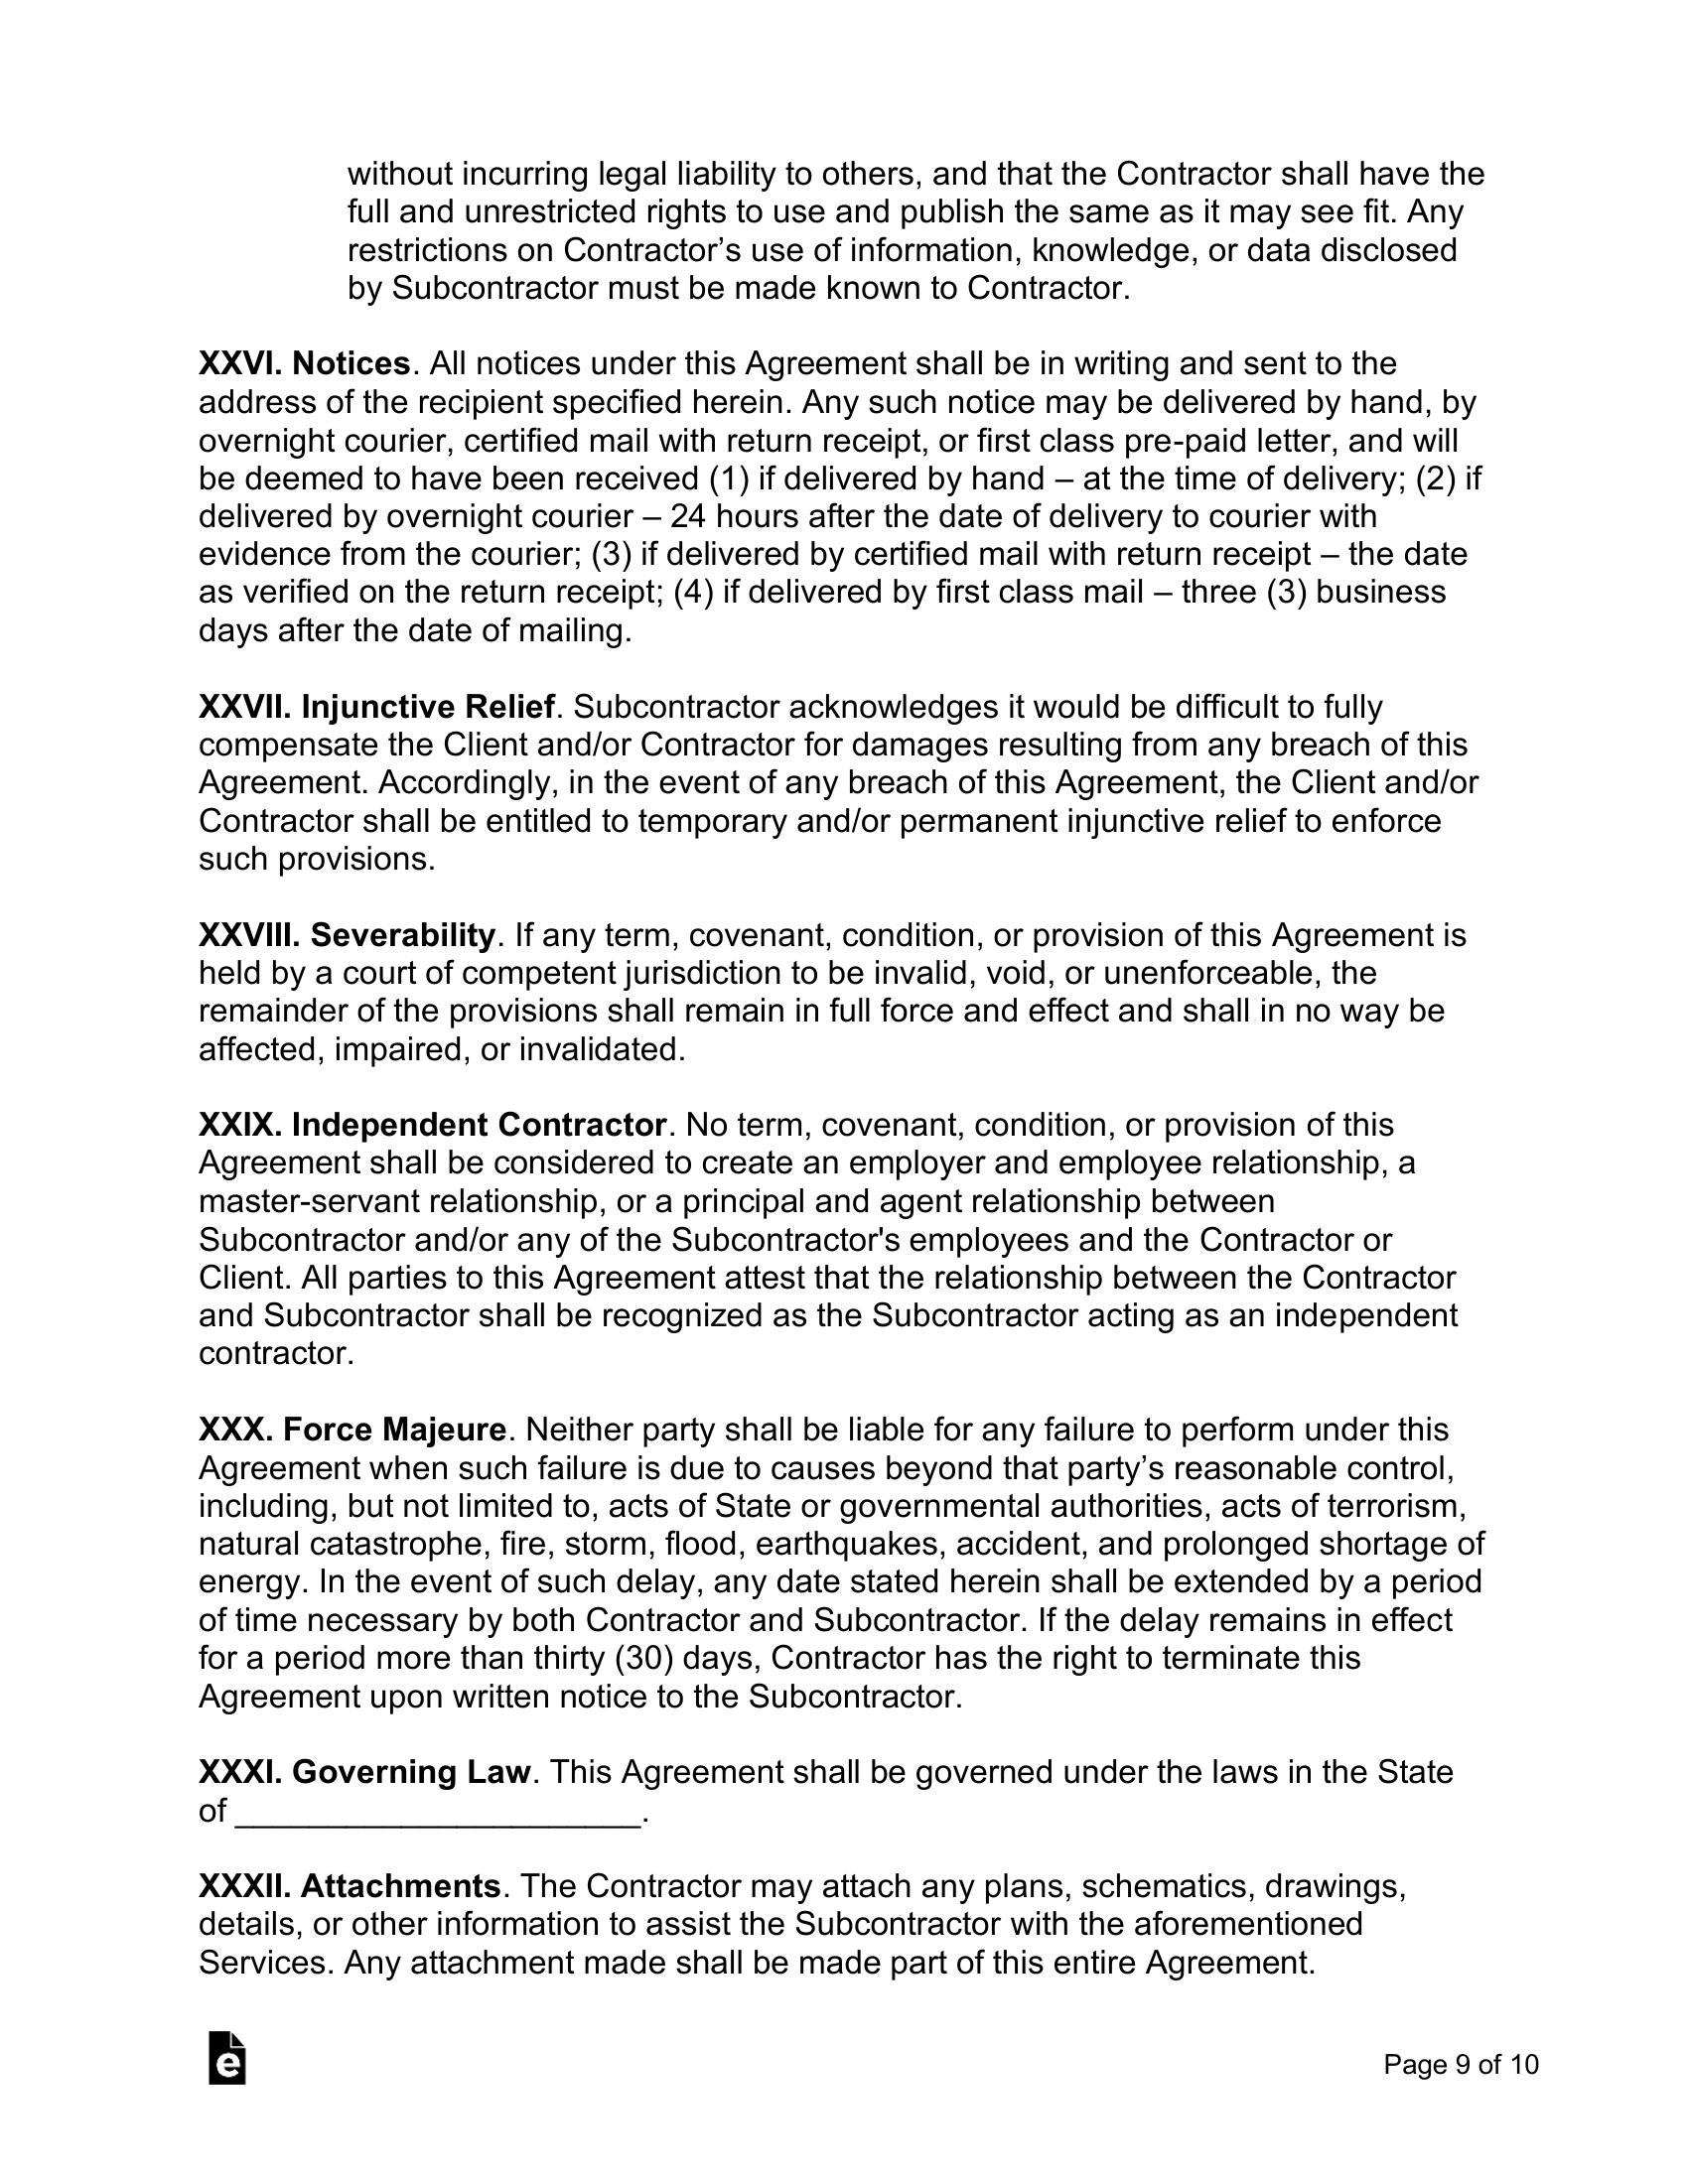 without incurring legal liability to others, and that the Contractor shall have the
full and unrestricted rights to use and publish the same as it may see fit. Any
restrictions on Contractor’s use of information, knowledge, or data disclosed
by Subcontractor must be made known to Contractor.
XXVI. Notices. All notices under this Agreement shall be in writing and sent to the
address of the recipient specified herein. Any such notice may be delivered by hand, by
overnight courier, certified mail with return receipt, or first class pre-paid letter, and will
be deemed to have been received (1) if delivered by hand – at the time of delivery; (2) if
delivered by overnight courier – 24 hours after the date of delivery to courier with
evidence from the courier; (3) if delivered by certified mail with return receipt – the date
as verified on the return receipt; (4) if delivered by first class mail – three (3) business
days after the date of mailing.
XXVII. Injunctive Relief. Subcontractor acknowledges it would be difficult to fully
compensate the Client and/or Contractor for damages resulting from any breach of this
Agreement. Accordingly, in the event of any breach of this Agreement, the Client and/or
Contractor shall be entitled to temporary and/or permanent injunctive relief to enforce
such provisions.
XXVIII. Severability. If any term, covenant, condition, or provision of this Agreement is
held by a court of competent jurisdiction to be invalid, void, or unenforceable, the
remainder of the provisions shall remain in full force and effect and shall in no way be
affected, impaired, or invalidated.
XXIX. Independent Contractor. No term, covenant, condition, or provision of this
Agreement shall be considered to create an employer and employee relationship, a
master-servant relationship, or a principal and agent relationship between
Subcontractor and/or any of the Subcontractor's employees and the Contractor or
Client. All parties to this Agreement attest that the relationship between the Contractor
and Subcontractor shall be recognized as the Subcontractor acting as an independent
contractor.
XXX. Force Majeure. Neither party shall be liable for any failure to perform under this
Agreement when such failure is due to causes beyond that party’s reasonable control,
including, but not limited to, acts of State or governmental authorities, acts of terrorism,
natural catastrophe, fire, storm, flood, earthquakes, accident, and prolonged shortage of
energy. In the event of such delay, any date stated herein shall be extended by a period
of time necessary by both Contractor and Subcontractor. If the delay remains in effect
for a period more than thirty (30) days, Contractor has the right to terminate this
Agreement upon written notice to the Subcontractor.
XXXI. Governing Law. This Agreement shall be governed under the laws in the State
of ______________________.
XXXII. Attachments. The Contractor may attach any plans, schematics, drawings,
details, or other information to assist the Subcontractor with the aforementioned
Services. Any attachment made shall be made part of this entire Agreement.
e
Page 9 of 10